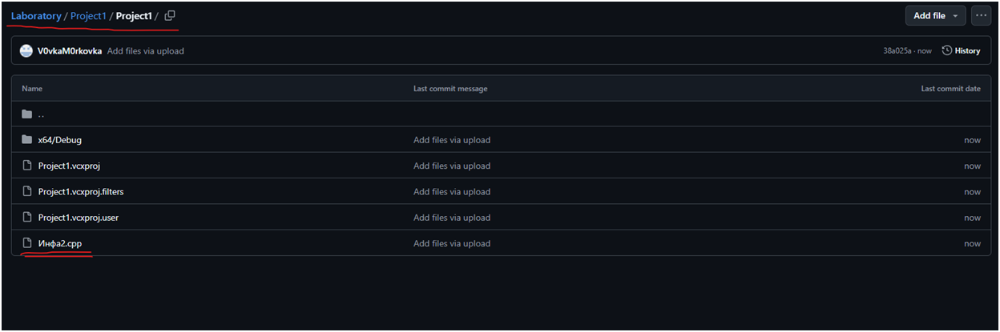 Laboratory / Project1 / Project1 /
Add file
V0vkaM0rkovka Add files via upload 38a025a · now History
Name Last commit message Last commit date
..
x64/Debug Add files via upload now
Project1.vcxproj Add files via upload now
Project1.vcxproj.filters Add files via upload now
Project1.vcxproj.user Add files via upload now
Инфа2.cpp Add files via upload now